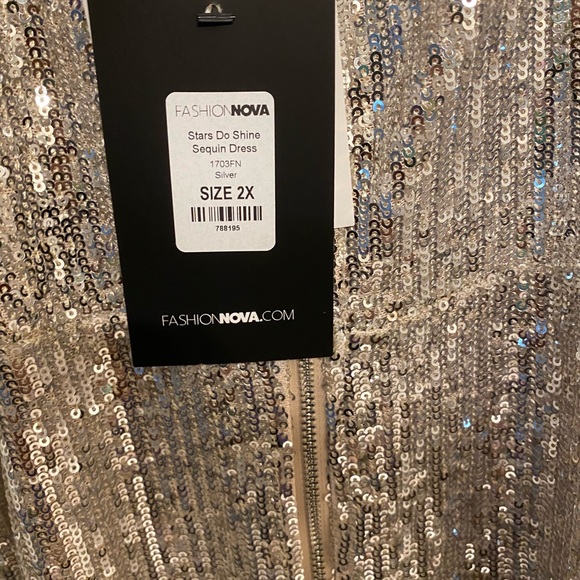 FASHIONNOVA
Stars Do Shine
Sequin Dress
1703FN
Silver
SIZE 2X
788195
FASHIONNOVA.COM